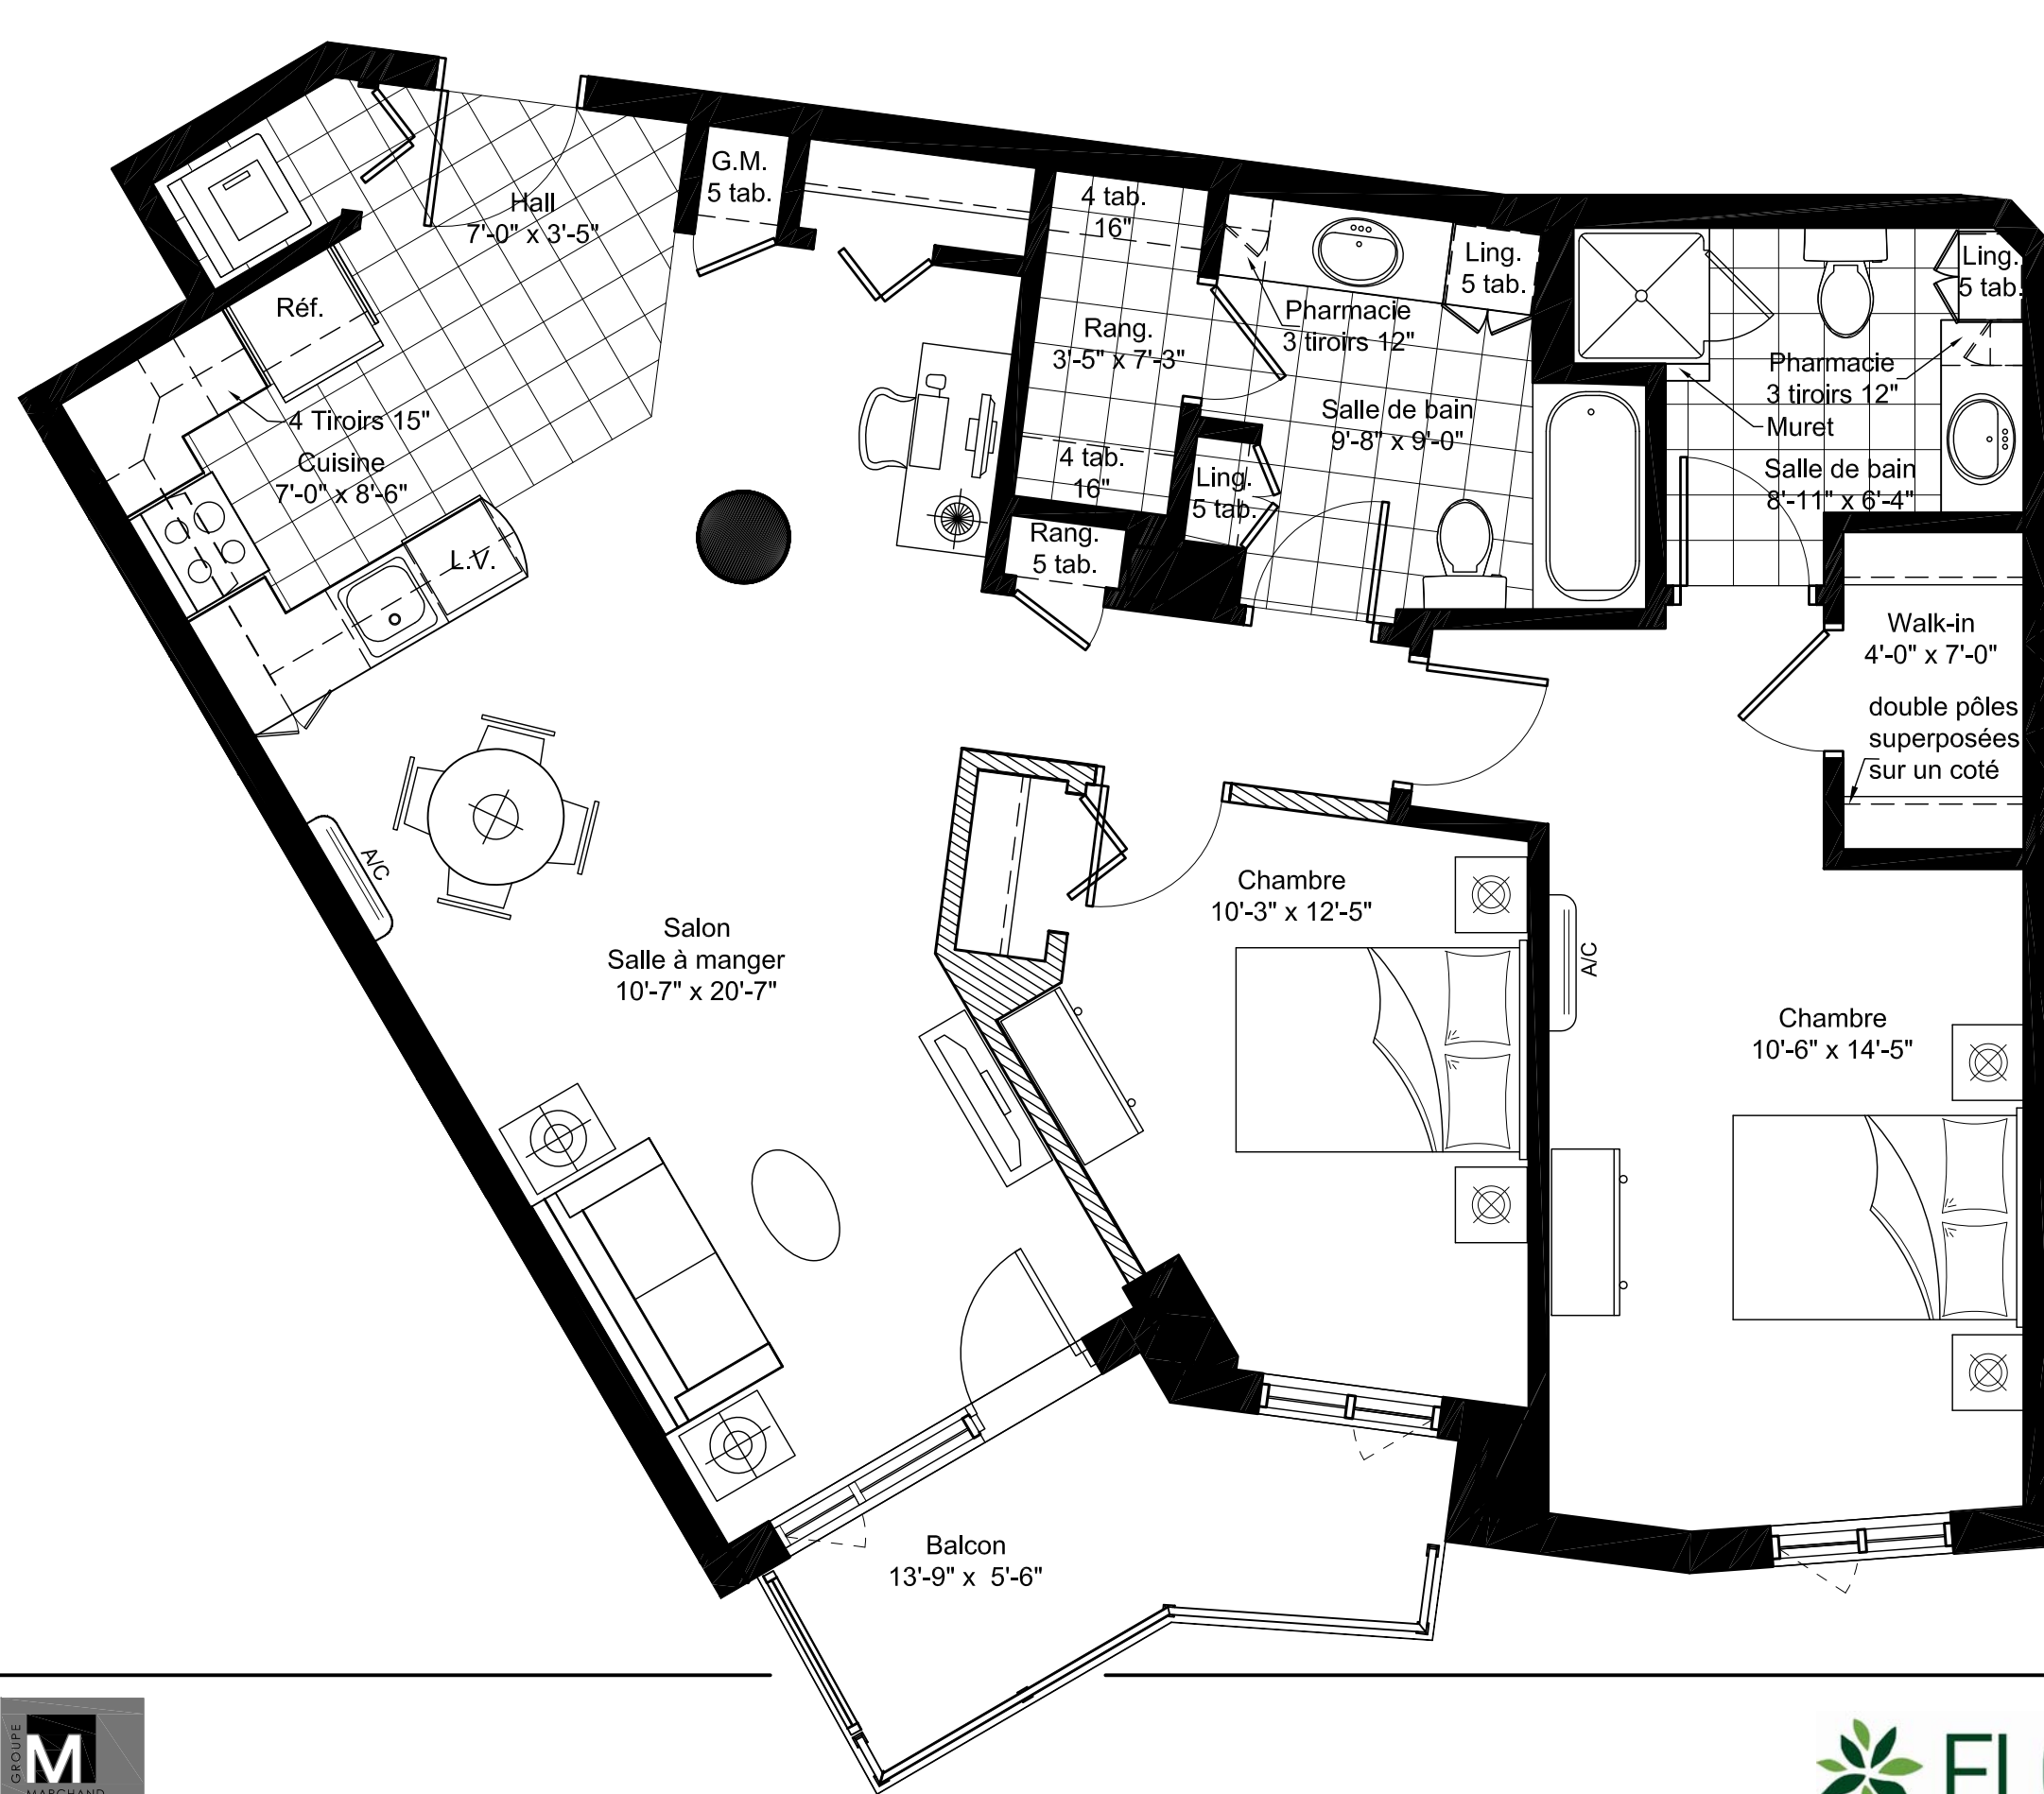 Hall
7'-0" x 3'-5"
G.M.
5 tab.
4 tab.
16"
Réf.
Rang.
3'-5" x 7'-3"
4 tab.
16"
Ling.
5 tab.
Pharmacie
3 tiroirs 12"
Salle de bain
9'-8" x 9'-0"
Ling.
5 tab.
Rang.
5 tab.
Ling.
5 tab.
Pharmacie
3 tiroirs 12"
Muret
Salle de bain
8'-11" x 6'-4"
4 Tiroirs 15"
Cuisine
7'-0" x 8'-6"
L.V.
Walk-in
4'-0" x 7'-0"
double pôles
superposées
sur un coté
A/C
Salon
Salle à manger
10'-7" x 20'-7"
Chambre
10'-3" x 12'-5"
A/C
Chambre
10'-6" x 14'-5"
Balcon
13'-9" x 5'-6"
GROUPE
M
MARCHAND